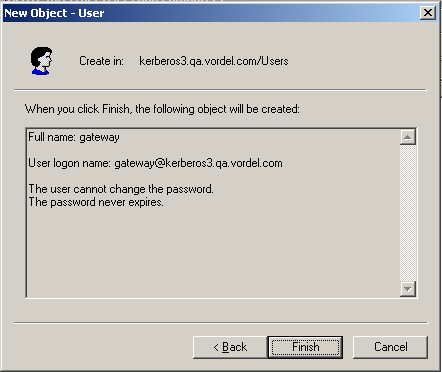 New Object - User
Create in: kerberos3.qa.vordel.com/Users
When you click Finish, the following object will be created:
Full name: gateway
User logon name: gateway@kerberos3.qa.vordel.com
The user cannot change the password.
The password never expires.
< Back
Finish
Cancel